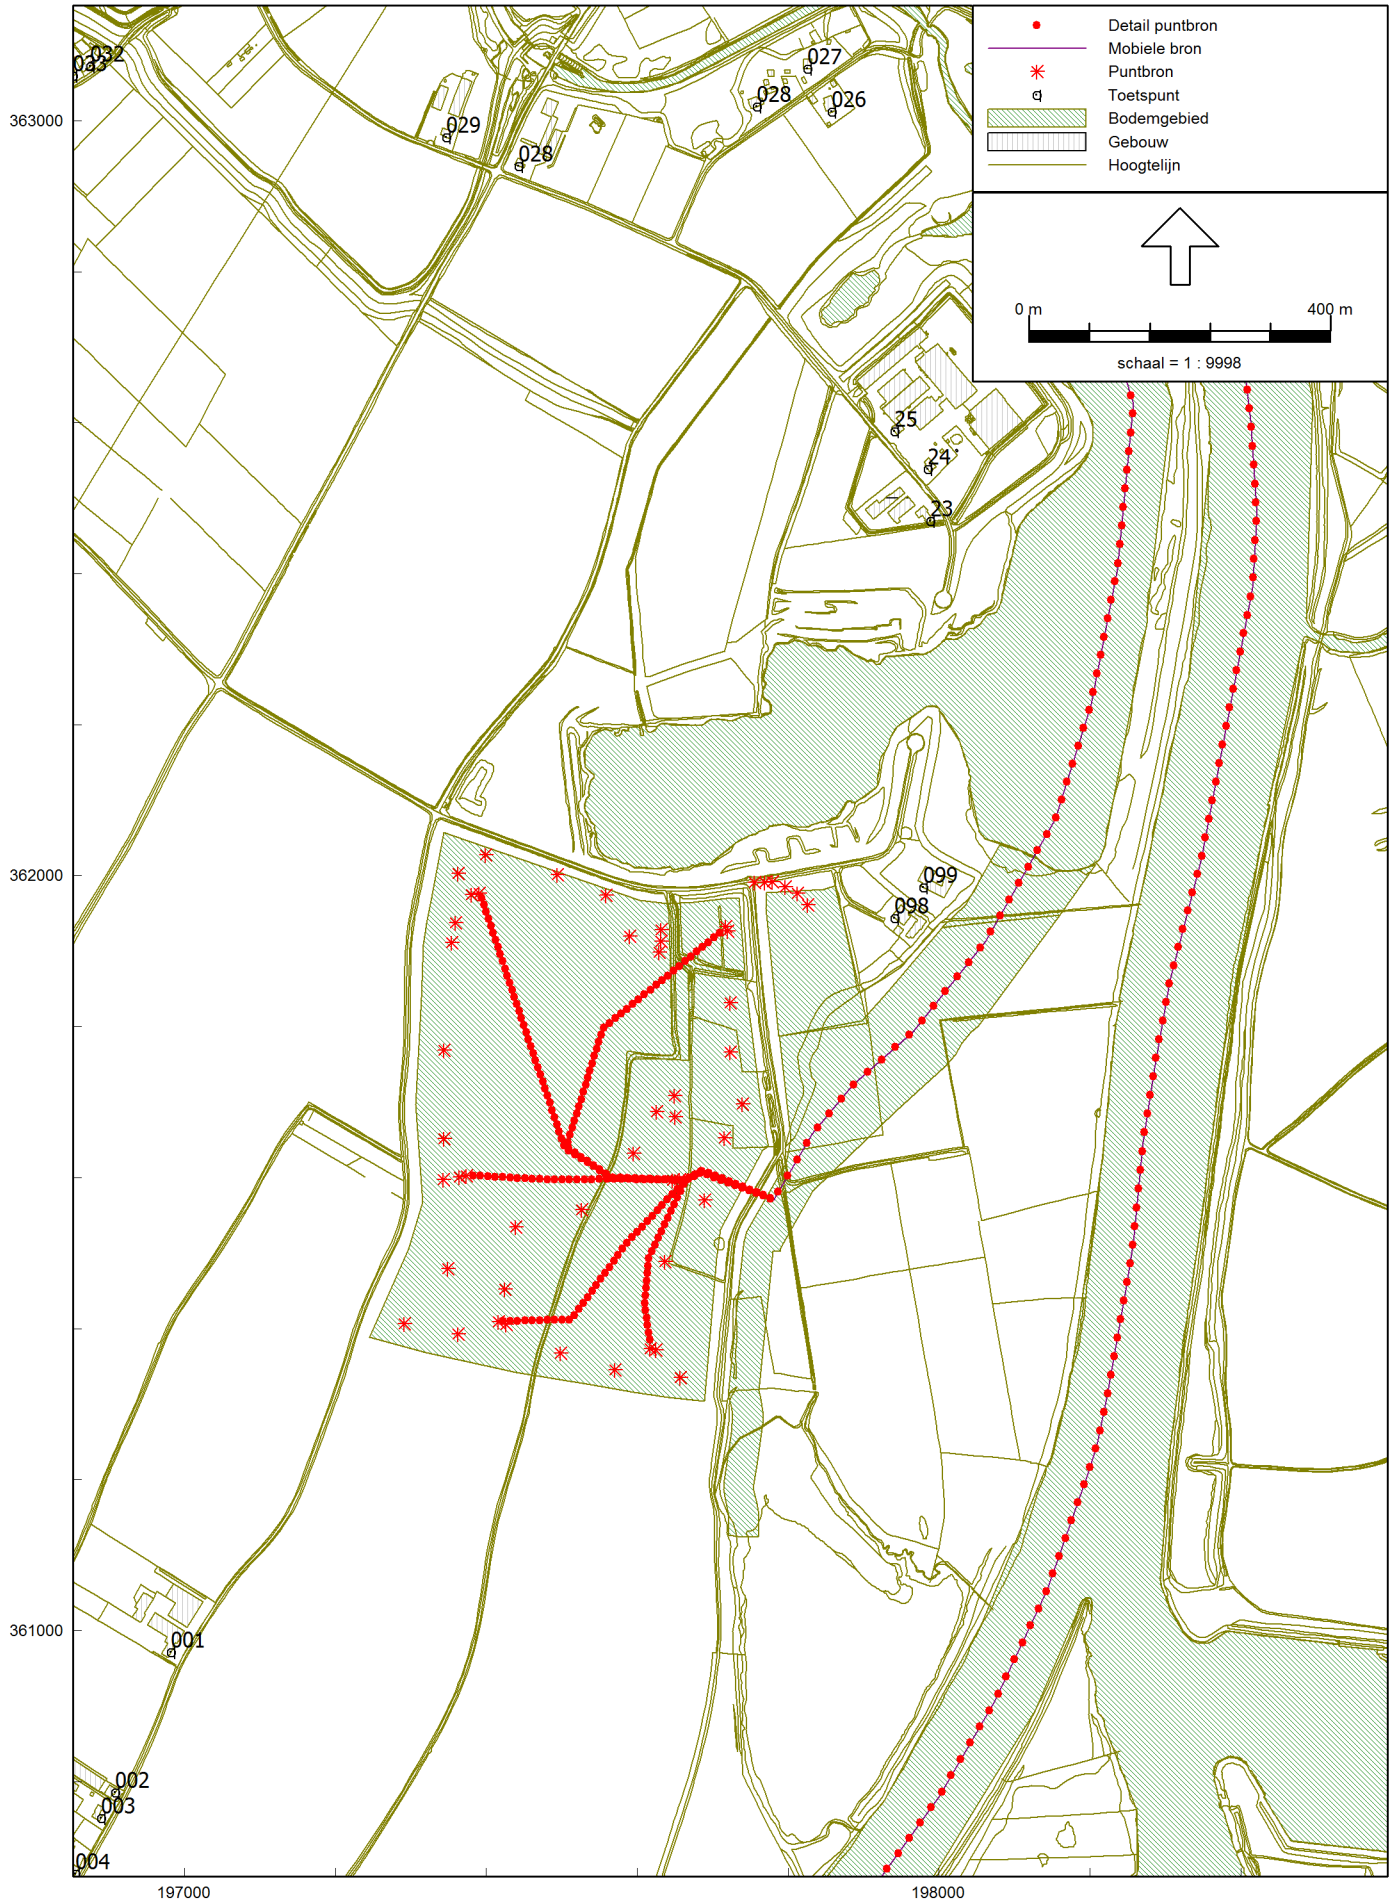 Detail puntbron
Mobiele bron
Puntbron
Toetspunt
Bodemgebied
Gebouw
Hoogtelijn
0 m
400 m
schaal = 1 : 9998
032
033
027
028
026
363000
029
028
25
24
23
362000
099
098
361000
001
002
003
004
197000
198000